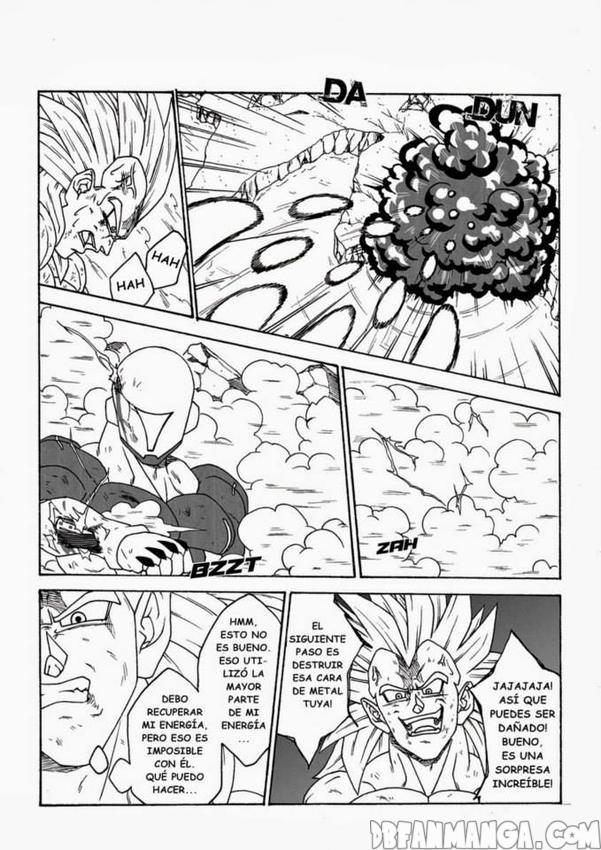 DA
DUN
HAH
HAH
ZAH
BZZT
JAJAJAJA!
ASÍ QUE
PUEDES SER
DAÑADO!
BUENO,
ES UNA
SORPRESA
INCREÍBLE!
EL
SIGUIENTE
PASO ES
DESTRUIR
ESA CARA
DE METAL
TUYA!
HMM,
ESTO NO
ES BUENO.
ESO UTI-
LIZÓ LA
MAYOR
PARTE
DE MI
ENERGÍA
...
DEBO
RECUPERAR
MI ENERGÍA,
PERO ESO ES
IMPOSIBLE
CON ÉL.
QUÉ PUEDO
HACER...
DBFANMANGA.COM